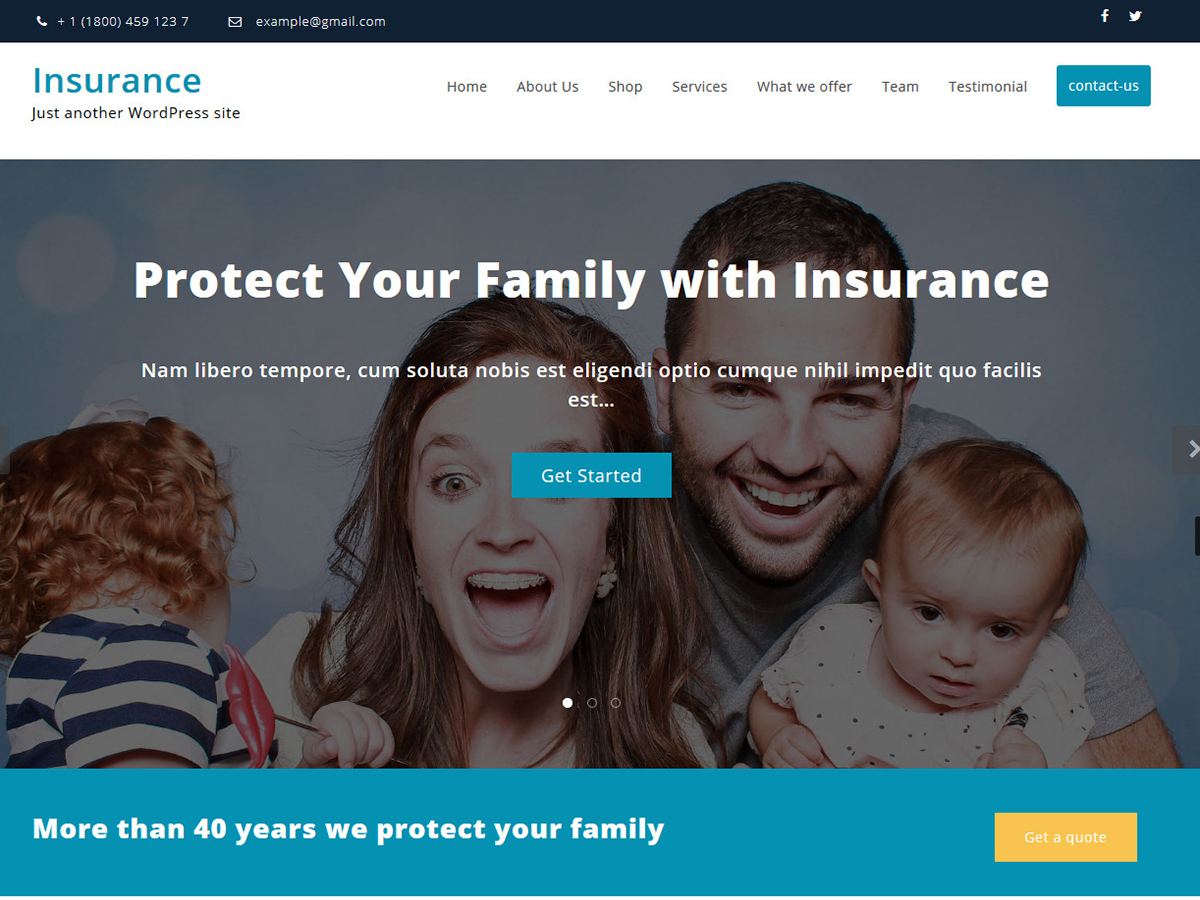 + 1 (1800) 459 123 7 example@gmail.com
Insurance
Just another WordPress site
Home About Us Shop Services What we offer Team Testimonial contact-us
Protect Your Family with Insurance
Nam libero tempore, cum soluta nobis est eligendi optio cumque nihil impedit quo facilis
est...
Get Started
More than 40 years we protect your family
Get a quote